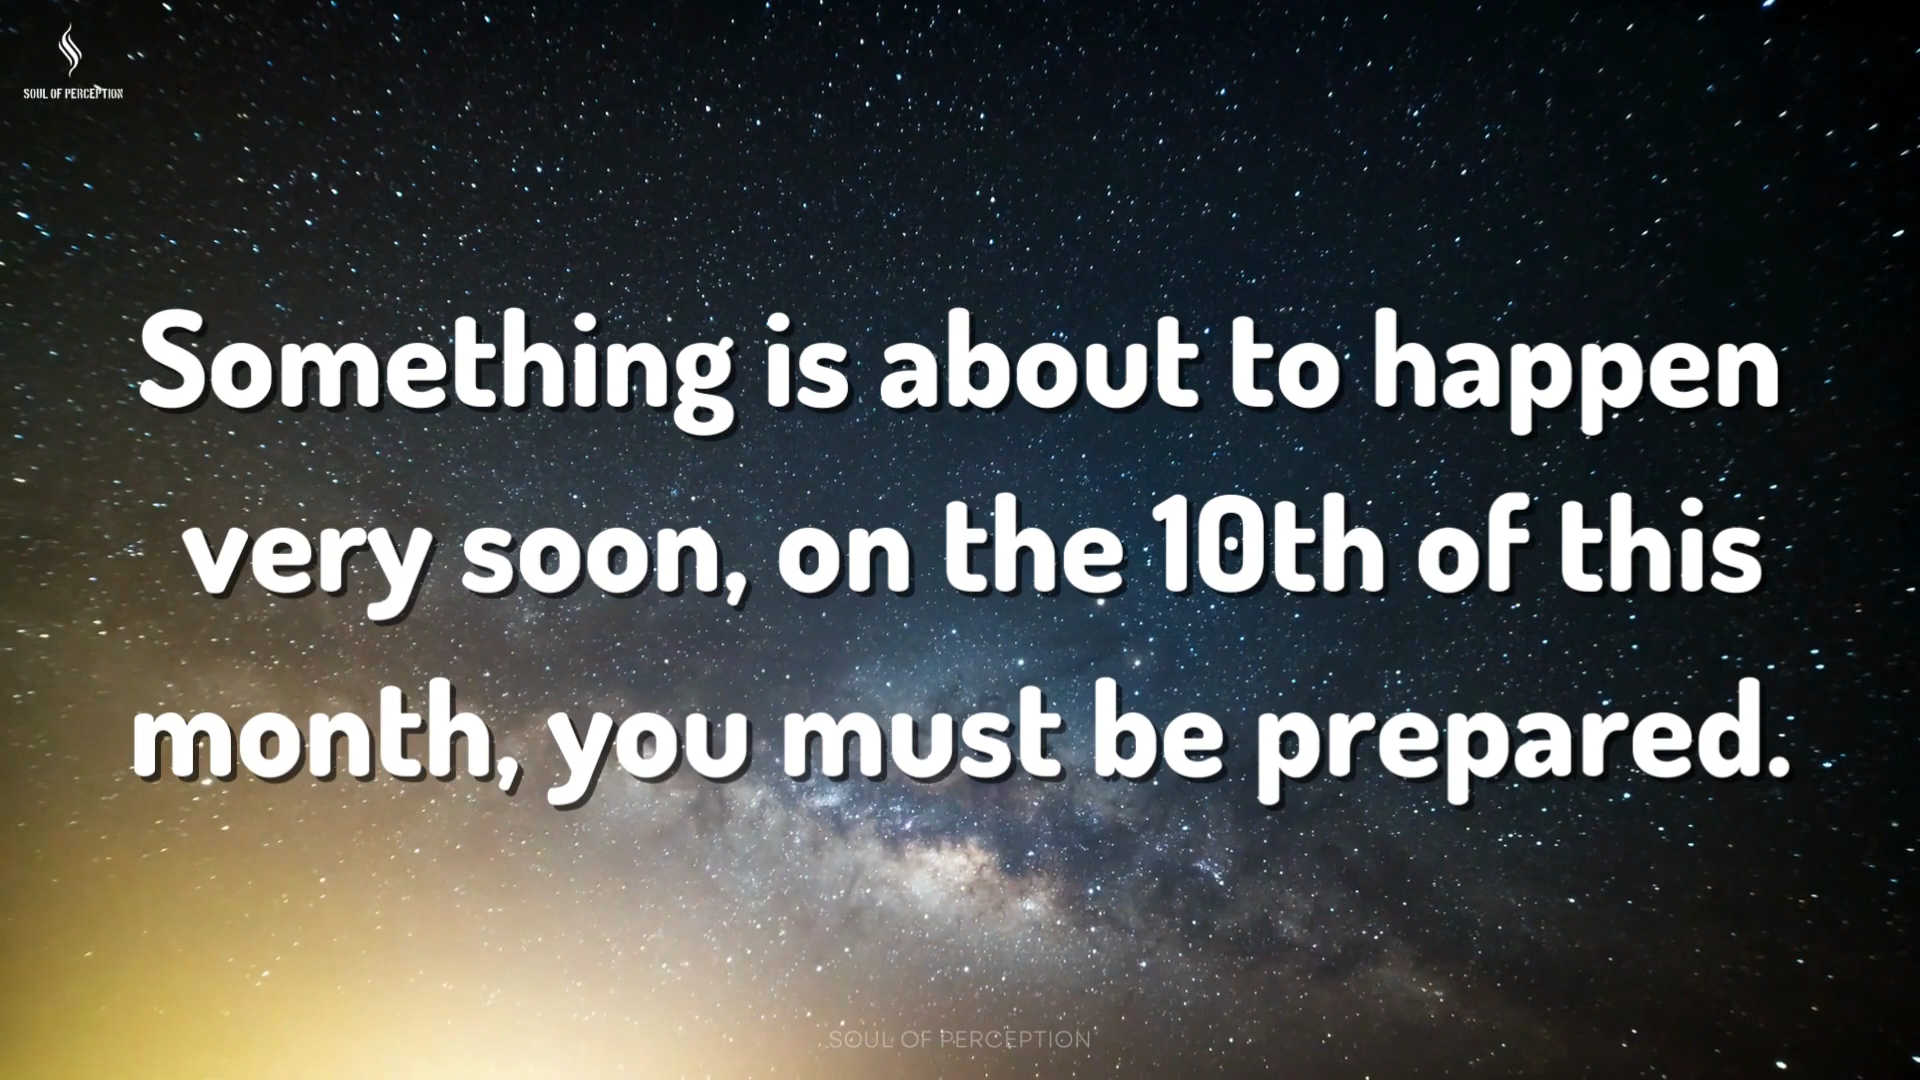 SOUL OF PERCEPTION
Something is about to happen
very soon, on the 10th of this
month, you must be prepared.
SOUL OF PERCEPTION